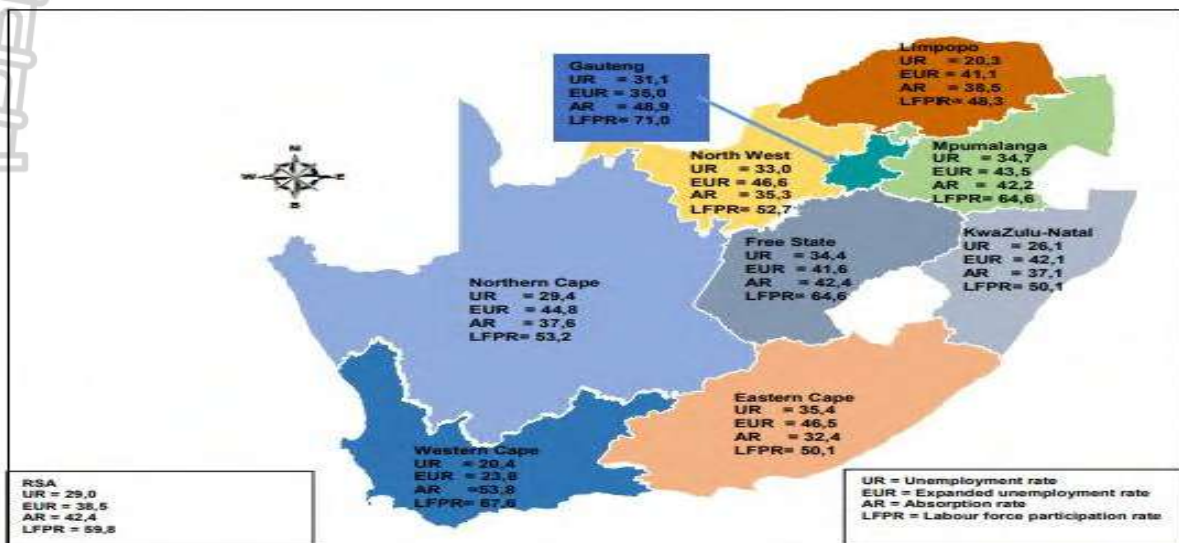 Limpopo
UR = 20,3
EUR = 41,1
AR = 38,5
LFPR= 48,3
Gauteng
UR = 31,1
EUR = 35,0
AR = 48,9
LFPR= 71,0
Mpumalanga
UR = 34,7
EUR = 43,5
AR = 42,2
LFPR= 64,6
North West
UR = 33,0
EUR = 46,6
AR = 35,3
LFPR= 52,7
N
W E
S
KwaZulu-Natal
UR = 26,1
EUR = 42,1
AR = 37,1
LFPR= 50,1
Free State
UR = 34,4
EUR = 41,6
AR = 42,4
LFPR= 64,6
Northern Cape
UR = 29,4
EUR = 44,8
AR = 37,6
LFPR= 53,2
Eastern Cape
UR = 35,4
EUR = 46,5
AR = 32,4
LFPR= 50,1
Western Cape
UR = 20,4
EUR = 23,8
AR =53,8
LFPR= 67,6
RSA
UR = 29,0
EUR = 38,5
AR = 42,4
LFPR = 59,8
UR = Unemployment rate
EUR = Expanded unemployment rate
AR = Absorption rate
LFPR = Labour force participation rate